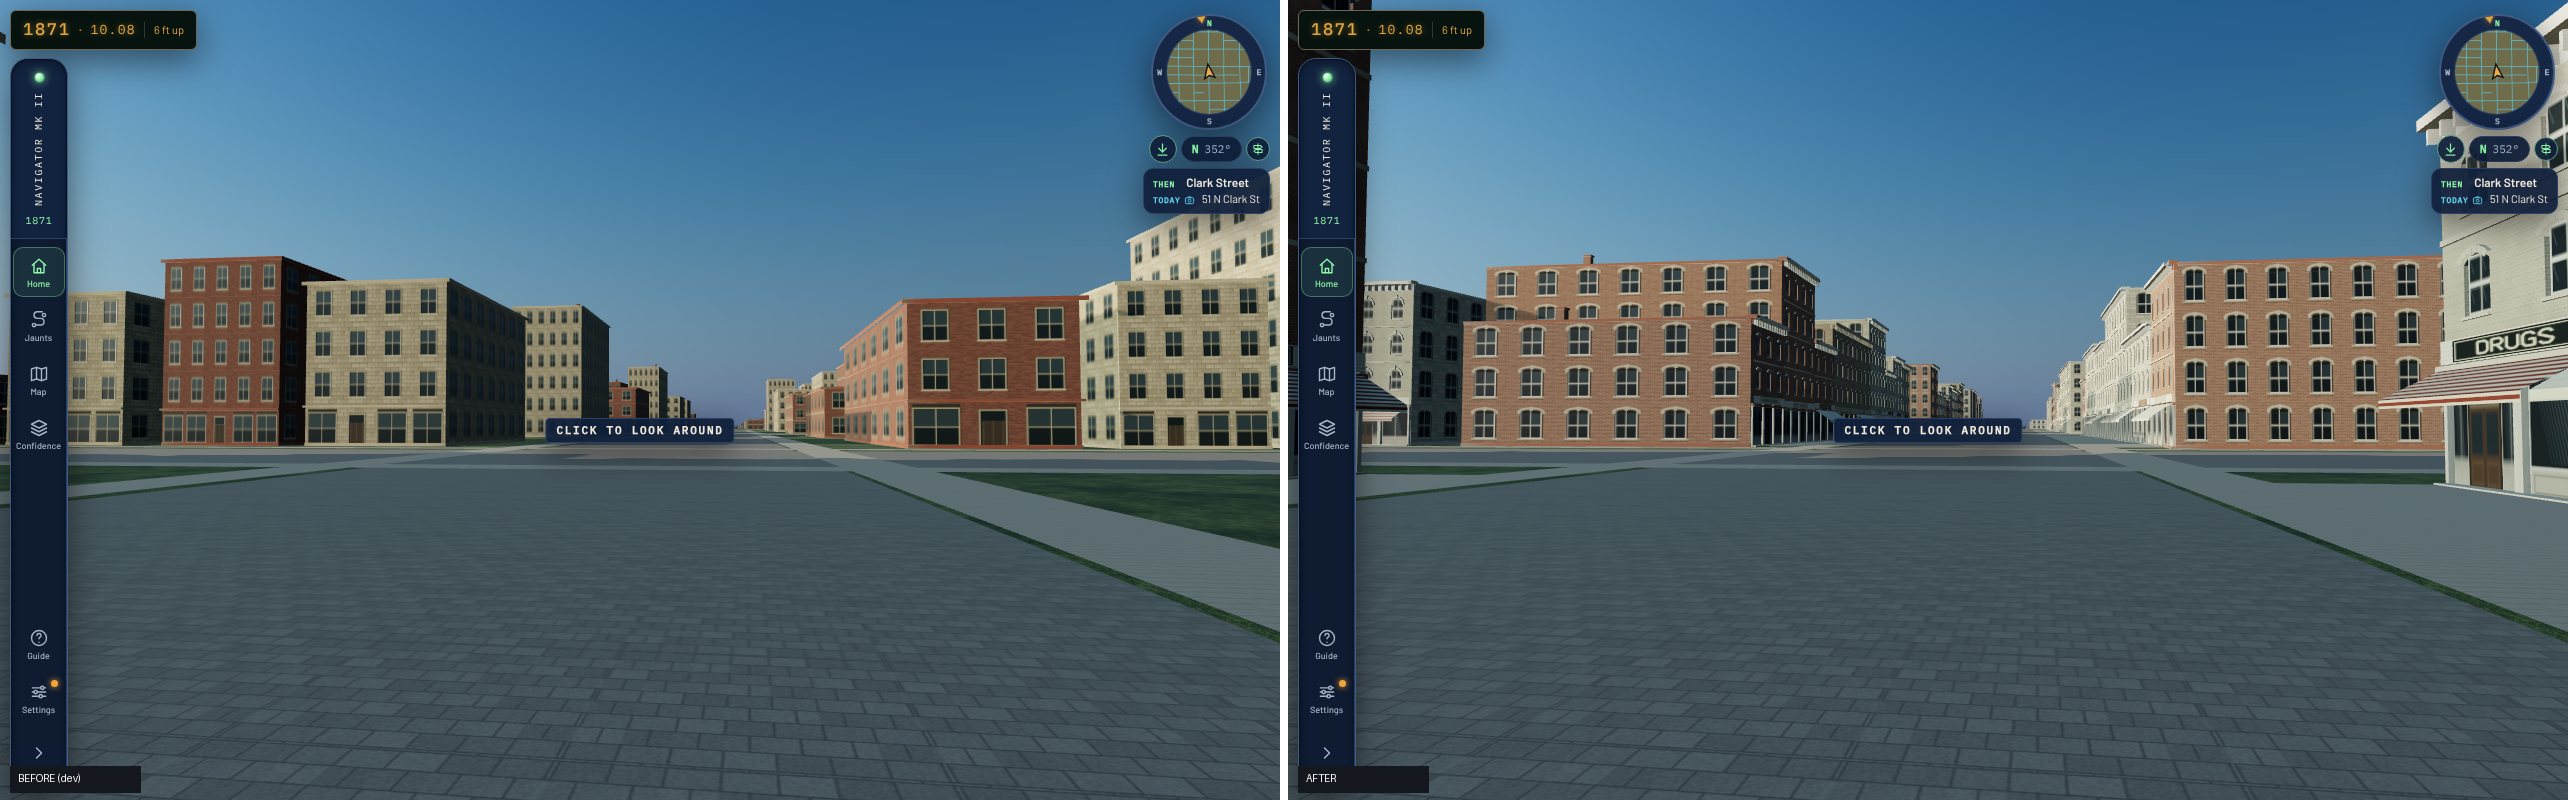 1871 · 10.08 6 ft up
N
W E
S
N 352°
THEN Clark Street
TODAY 51 N Clark St
NAVIGATOR MK II
1871
Home
Jaunts
Map
Confidence
CLICK TO LOOK AROUND
Guide
Settings
BEFORE (dev)
1871 · 10.08 6 ft up
N
W E
S
N 352°
THEN Clark Street
TODAY 51 N Clark St
NAVIGATOR MK II
1871
Home
Jaunts
Map
Confidence
DRUGS
CLICK TO LOOK AROUND
Guide
Settings
AFTER